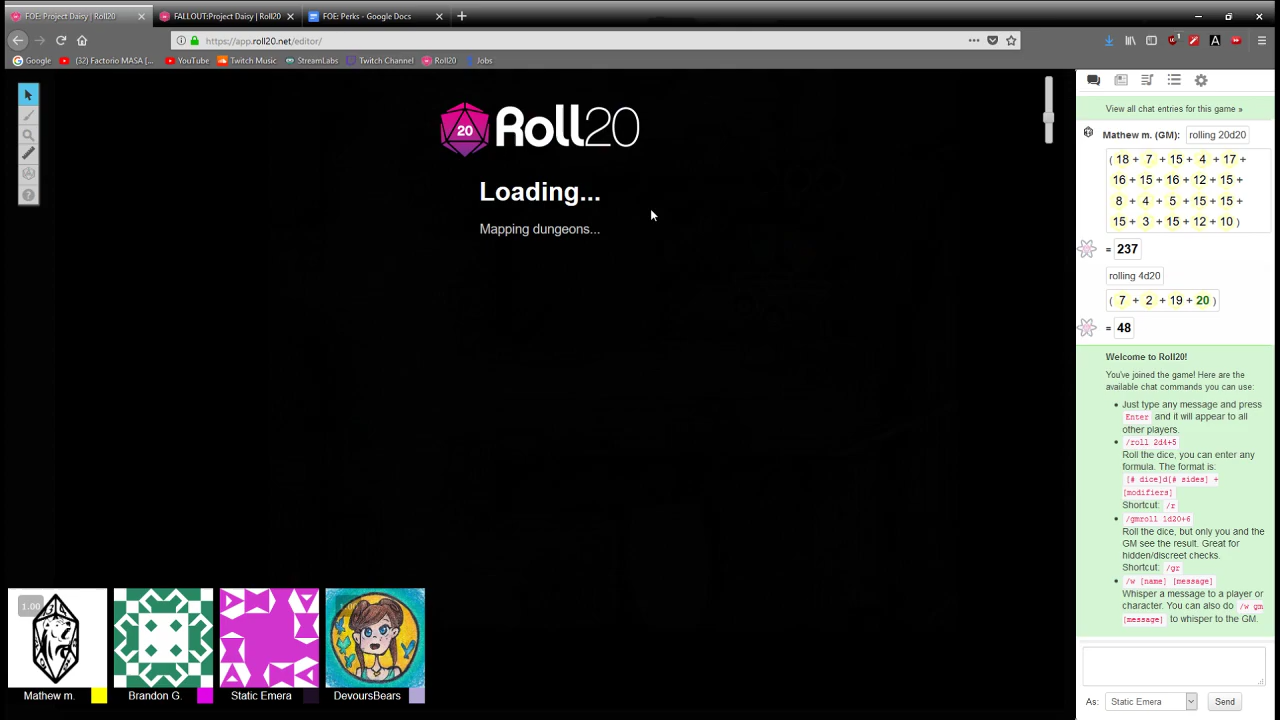 FOE: Project Daisy | Roll20
FALLOUT:Project Daisy | Roll20
FOE: Perks - Google Docs
https://app.roll20.net/editor/
Google
(32) Factorio MASA [...
YouTube
Twitch Music
StreamLabs
Twitch Channel
Roll20
Jobs
20 Roll20
Loading...
Mapping dungeons...
View all chat entries for this game »
Mathew m. (GM): rolling 20d20
( 18 + 7 + 15 + 4 + 17 +
16 + 15 + 16 + 12 + 15 +
8 + 4 + 5 + 15 + 15 +
15 + 3 + 15 + 12 + 10 )
= 237
rolling 4d20
( 7 + 2 + 19 + 20 )
= 48
Welcome to Roll20!
You've joined the game! Here are the
available chat commands you can use:
Just type any message and press
Enter and it will appear to all
other players.
/roll 2d4+5
Roll the dice, you can enter any
formula. The format is:
[# dice]d[# sides] +
[modifiers]
Shortcut: /r
/gmroll 1d20+6
Roll the dice, but only you and the
GM see the result. Great for
hidden/discreet checks.
Shortcut: /gr
/w [name] [message]
Whisper a message to a player or
character. You can also do /w gm
[message] to whisper to the GM.
1.00
1.00
Mathew m.
Brandon G.
Static Emera
DevoursBears
As: Static Emera Send